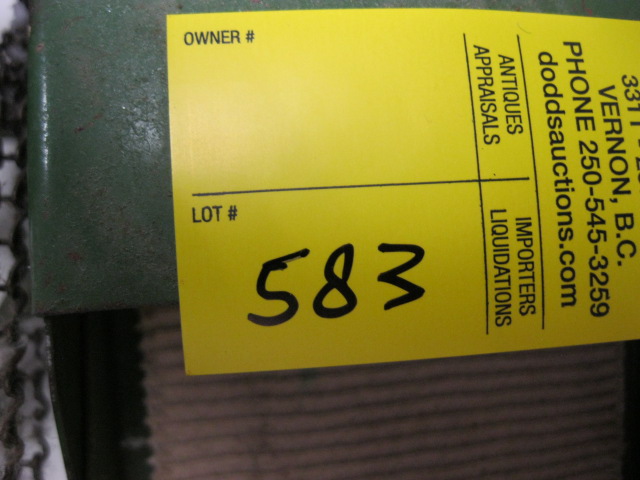 OWNER #
LOT #
583
ANTIQUES
APPRAISALS
IMPORTERS
LIQUIDATIONS
VERNON, B.C.
PHONE 250-545-3259
doddsauctions.com